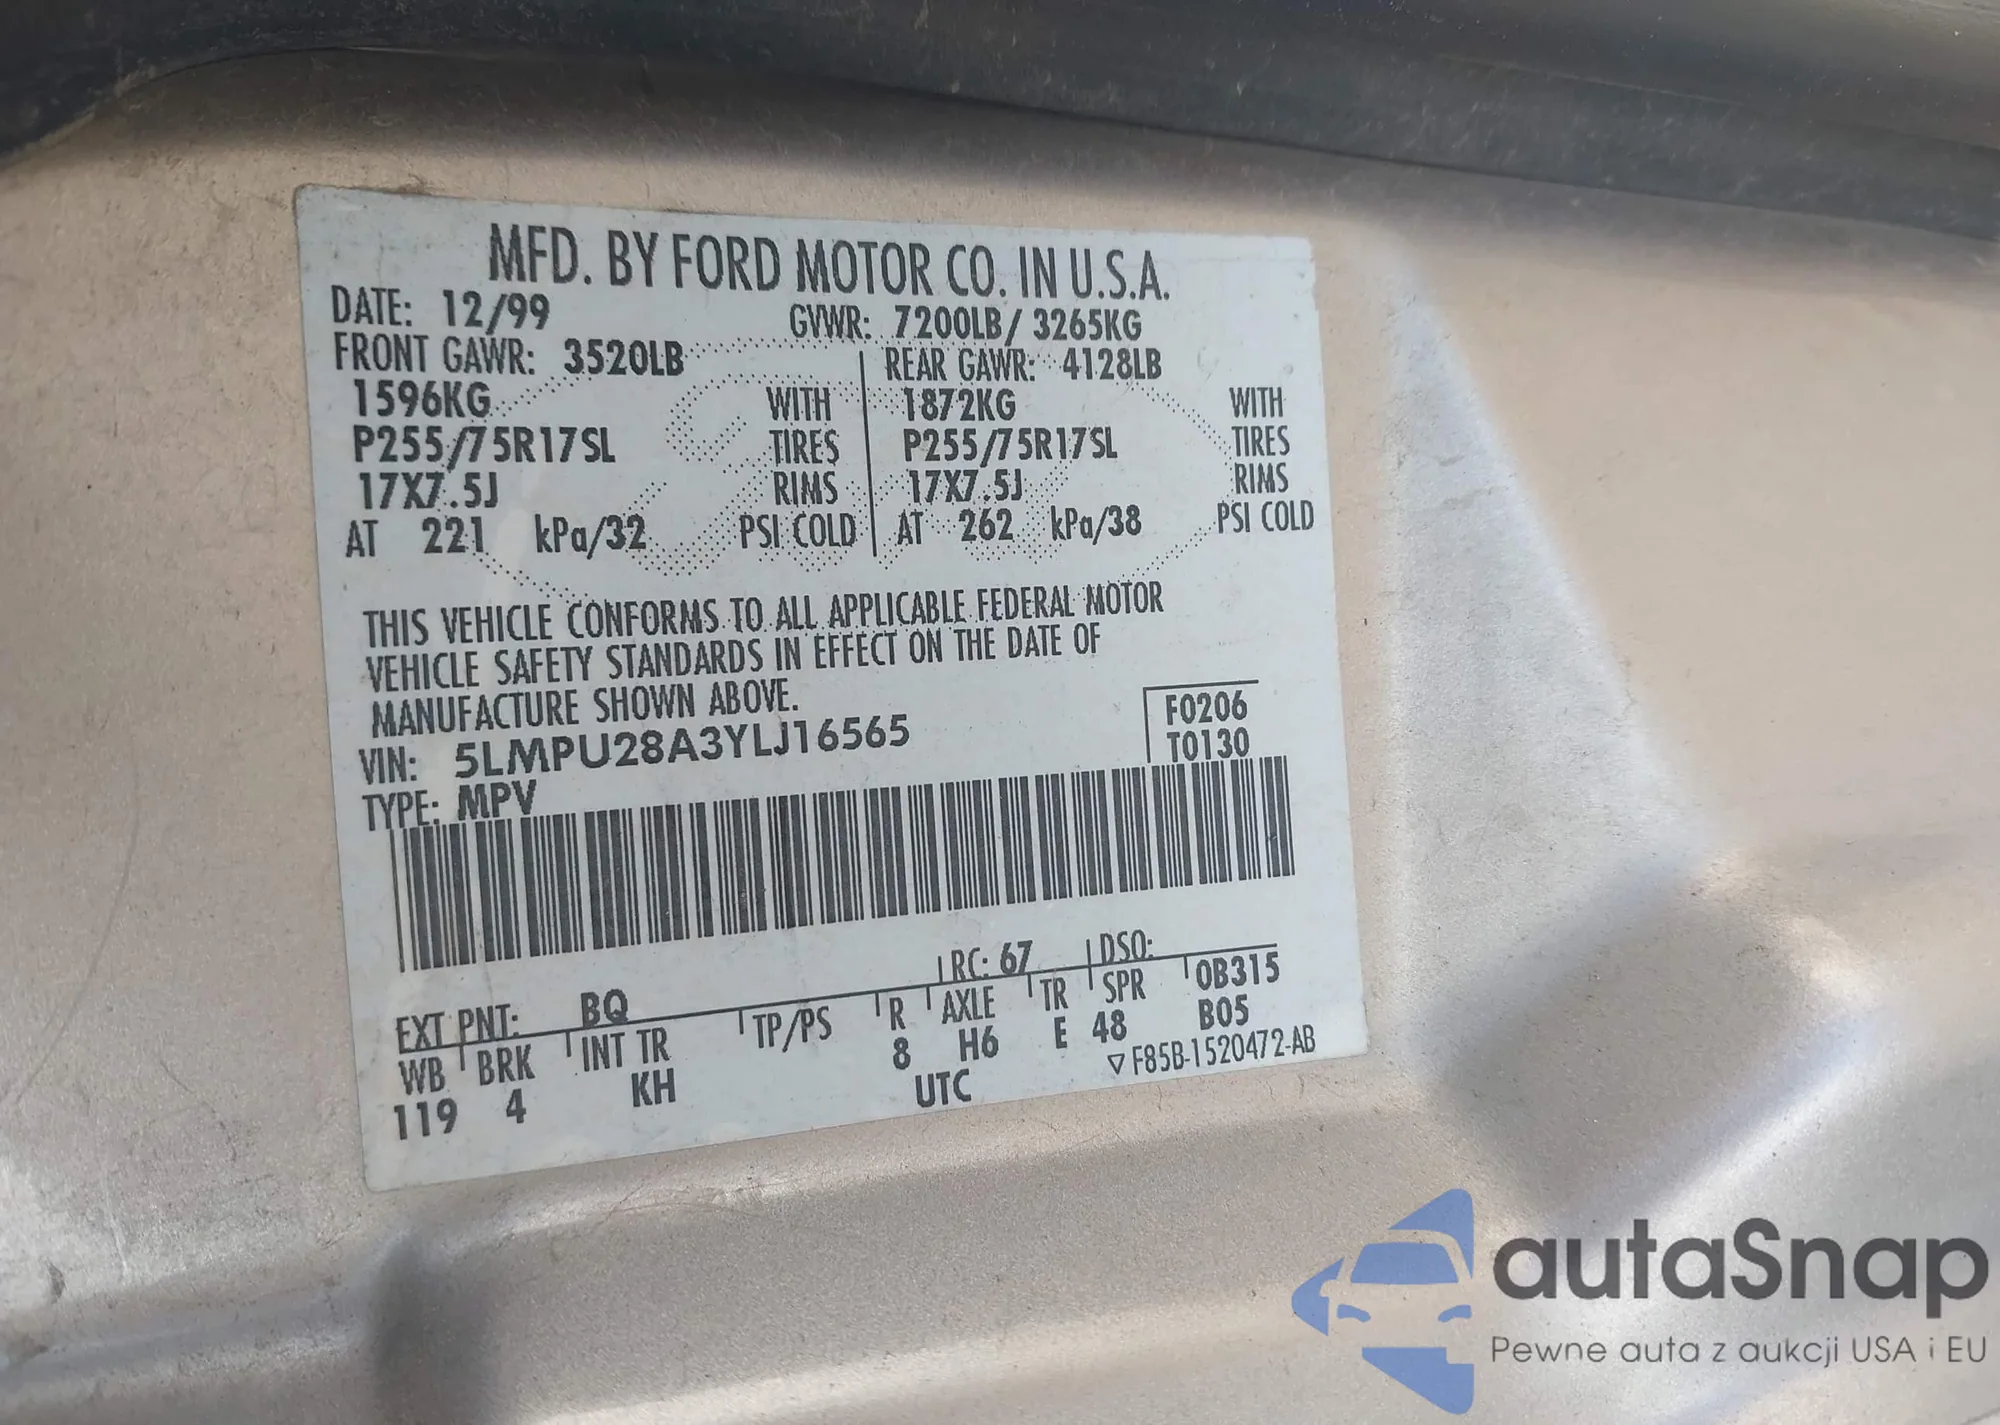 MFD. BY FORD MOTOR CO. IN U.S.A.
DATE: 12/99 GVWR: 7200LB/ 3265KG
FRONT GAWR: 3520LB REAR GAWR: 4128LB
1596KG WITH 1872KG WITH
P255/75R17SL TIRES P255/75R17SL TIRES
17X7.5J RIMS 17X7.5J RIMS
AT 221 kPa/32 PSI COLD AT 262 kPa/38 PSI COLD
THIS VEHICLE CONFORMS TO ALL APPLICABLE FEDERAL MOTOR
VEHICLE SAFETY STANDARDS IN EFFECT ON THE DATE OF
MANUFACTURE SHOWN ABOVE.
F0206
VIN: 5LMPU28A3YLJ16565
T0130
TYPE: MPV
EXT PNT: BQ RC: 67 DSO:
WB BRK INT TR TP/PS R AXLE TR SPR 0B315
119 4 KH 8 H6 E 48 B05
UTC ▽F85B-1520472-AB
autaSnap
Pewne auta z aukcji USA i EU